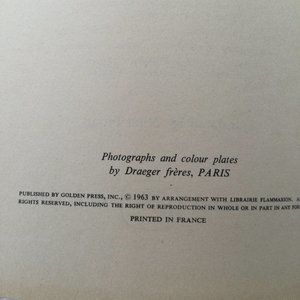 Photographs and colour plates
by Draeger frères, PARIS
PUBLISHED BY GOLDEN PRESS, INC., © 1963 BY ARRANGEMENT WITH LIBRAIRIE FLAMMARION.
RIGHTS RESERVED, INCLUDING THE RIGHT OF REPRODUCTION IN WHOLE OR IN PART IN ANY
PRINTED IN FRANCE